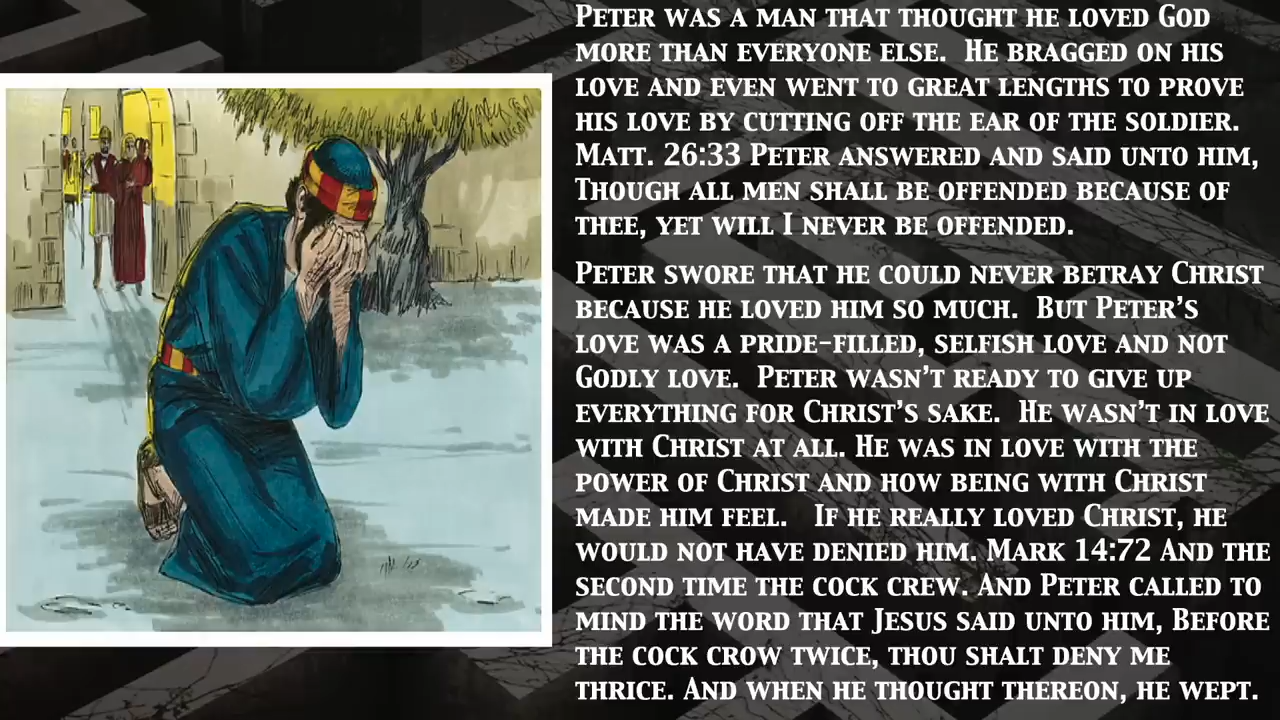 Peter was a man that thought he loved God
more than everyone else.  He bragged on his
love and even went to great lengths to prove
his love by cutting off the ear of the soldier.
Matt. 26:33 Peter answered and said unto him,
Though all men shall be offended because of
thee, yet will I never be offended.
Peter swore that he could never betray Christ
because he loved him so much.  But Peter’s
love was a pride-filled, selfish love and not
Godly love.  Peter wasn’t ready to give up
everything for Christ’s sake.  He wasn’t in love
with Christ at all. He was in love with the
power of Christ and how being with Christ
made him feel.   If he really loved Christ, he
would not have denied him. Mark 14:72 And the
second time the cock crew. And Peter called to
mind the word that Jesus said unto him, Before
the cock crow twice, thou shalt deny me
thrice. And when he thought thereon, he wept.